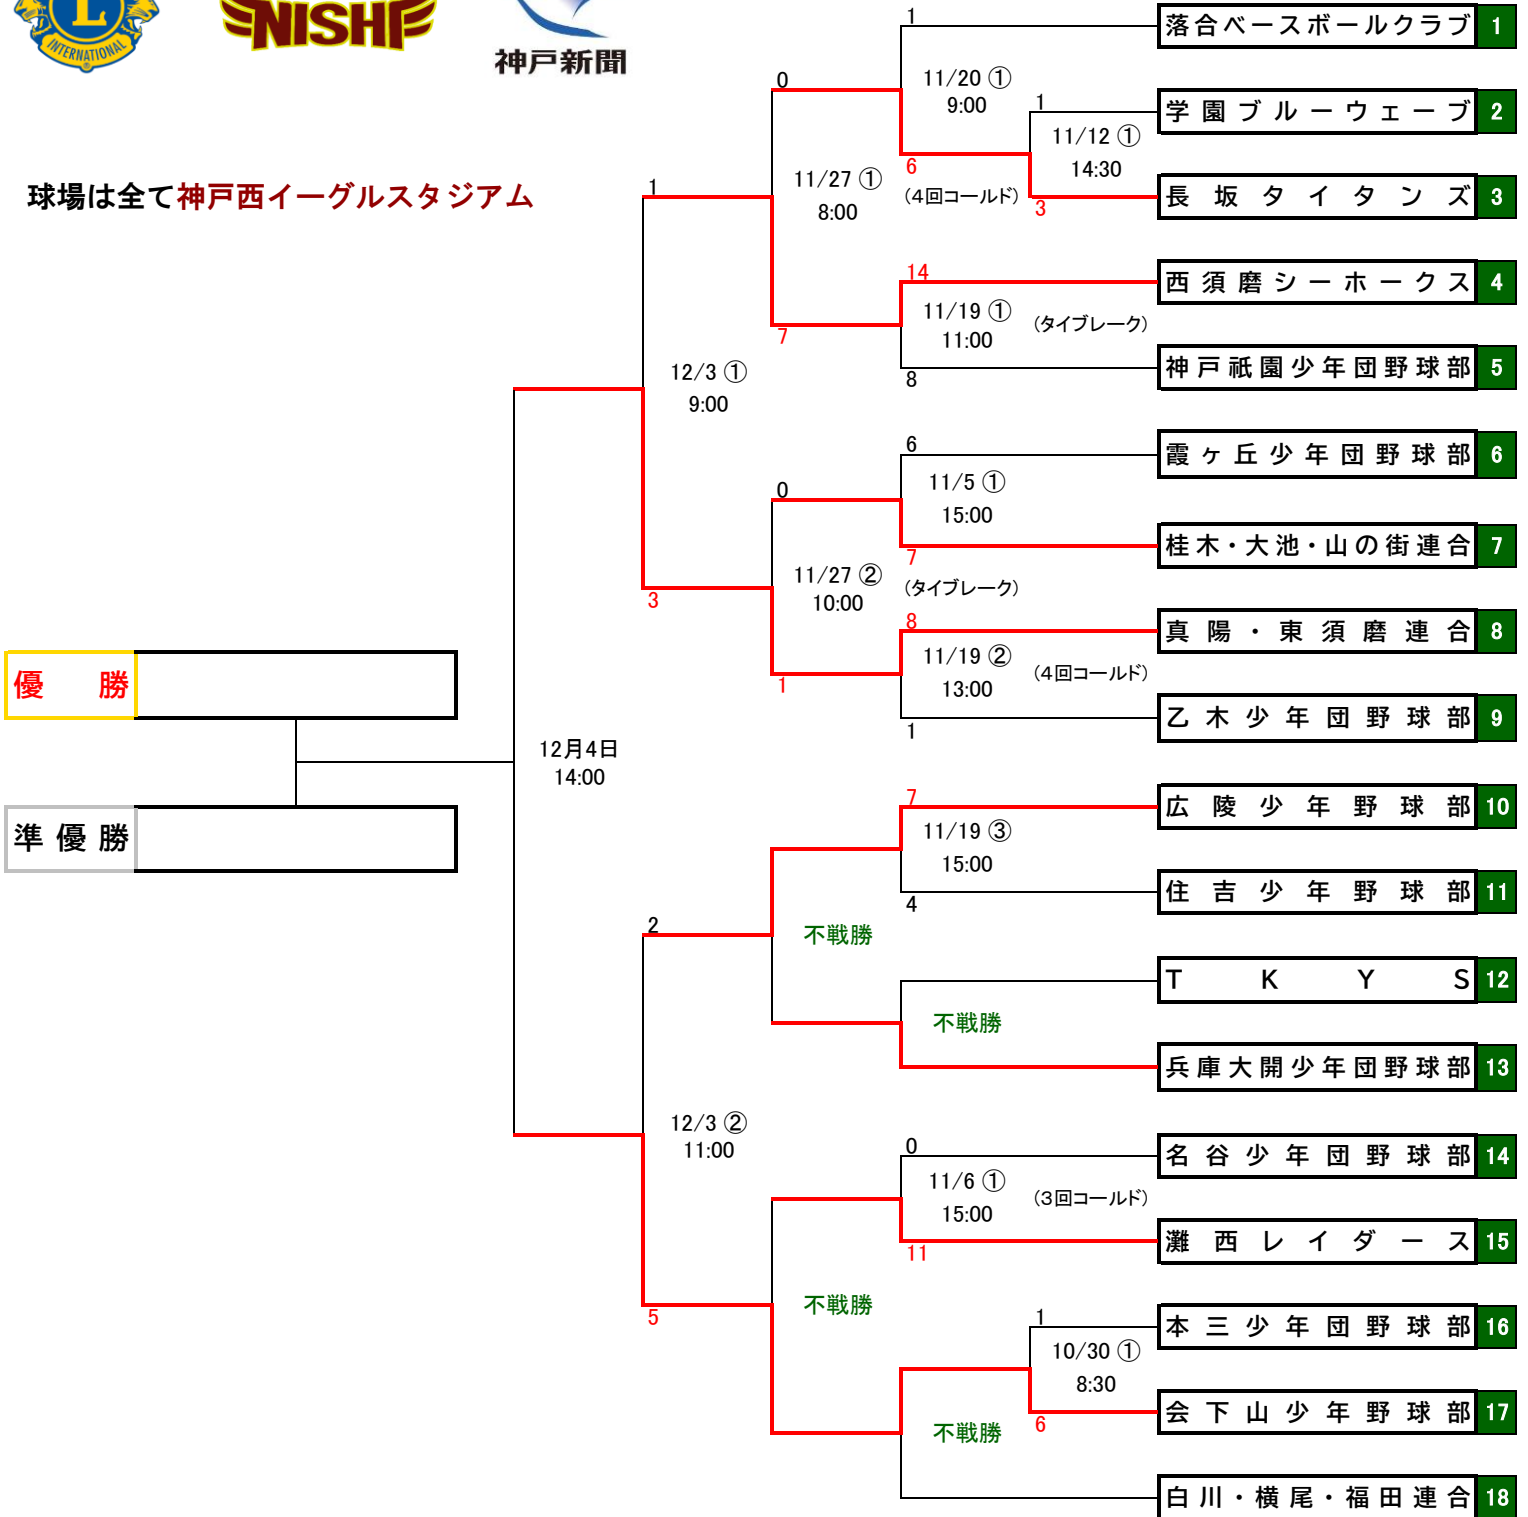 L
INTERNATIONAL
NISHI
神戸新聞
球場は全て神戸西イーグルスタジアム
1
落合ベースボールクラブ 1
11/20 ①
9:00
1
学園ブルーウェーブ 2
11/12 ①
14:30
6
(4回コールド)
3
長坂タイタンズ 3
0
11/27 ①
8:00
1
14
西須磨シーホークス 4
11/19 ①
11:00
(タイブレーク)
7
8
神戸祇園少年団野球部 5
12/3 ①
9:00
6
霞ヶ丘少年団野球部 6
11/5 ①
15:00
0
7
(タイブレーク)
桂木・大池・山の街連合 7
11/27 ②
10:00
3
8
真陽・東須磨連合 8
11/19 ②
13:00
(4回コールド)
1
1
乙木少年団野球部 9
優勝
準優勝
12月4日
14:00
7
広陵少年野球部 10
11/19 ③
15:00
4
住吉少年野球部 11
2
不戦勝
TKYS 12
不戦勝
兵庫大開少年団野球部 13
12/3 ②
11:00
0
名谷少年団野球部 14
11/6 ①
15:00
(3回コールド)
11
灘西レイダース 15
5
不戦勝
1
本三少年団野球部 16
10/30 ①
8:30
6
会下山少年野球部 17
不戦勝
白川・横尾・福田連合 18